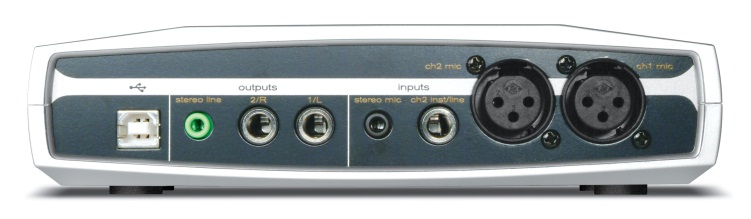 ch2 mic ch1 mic
outputs inputs
stereo line 2/R 1/L stereo mic ch2 inst/line